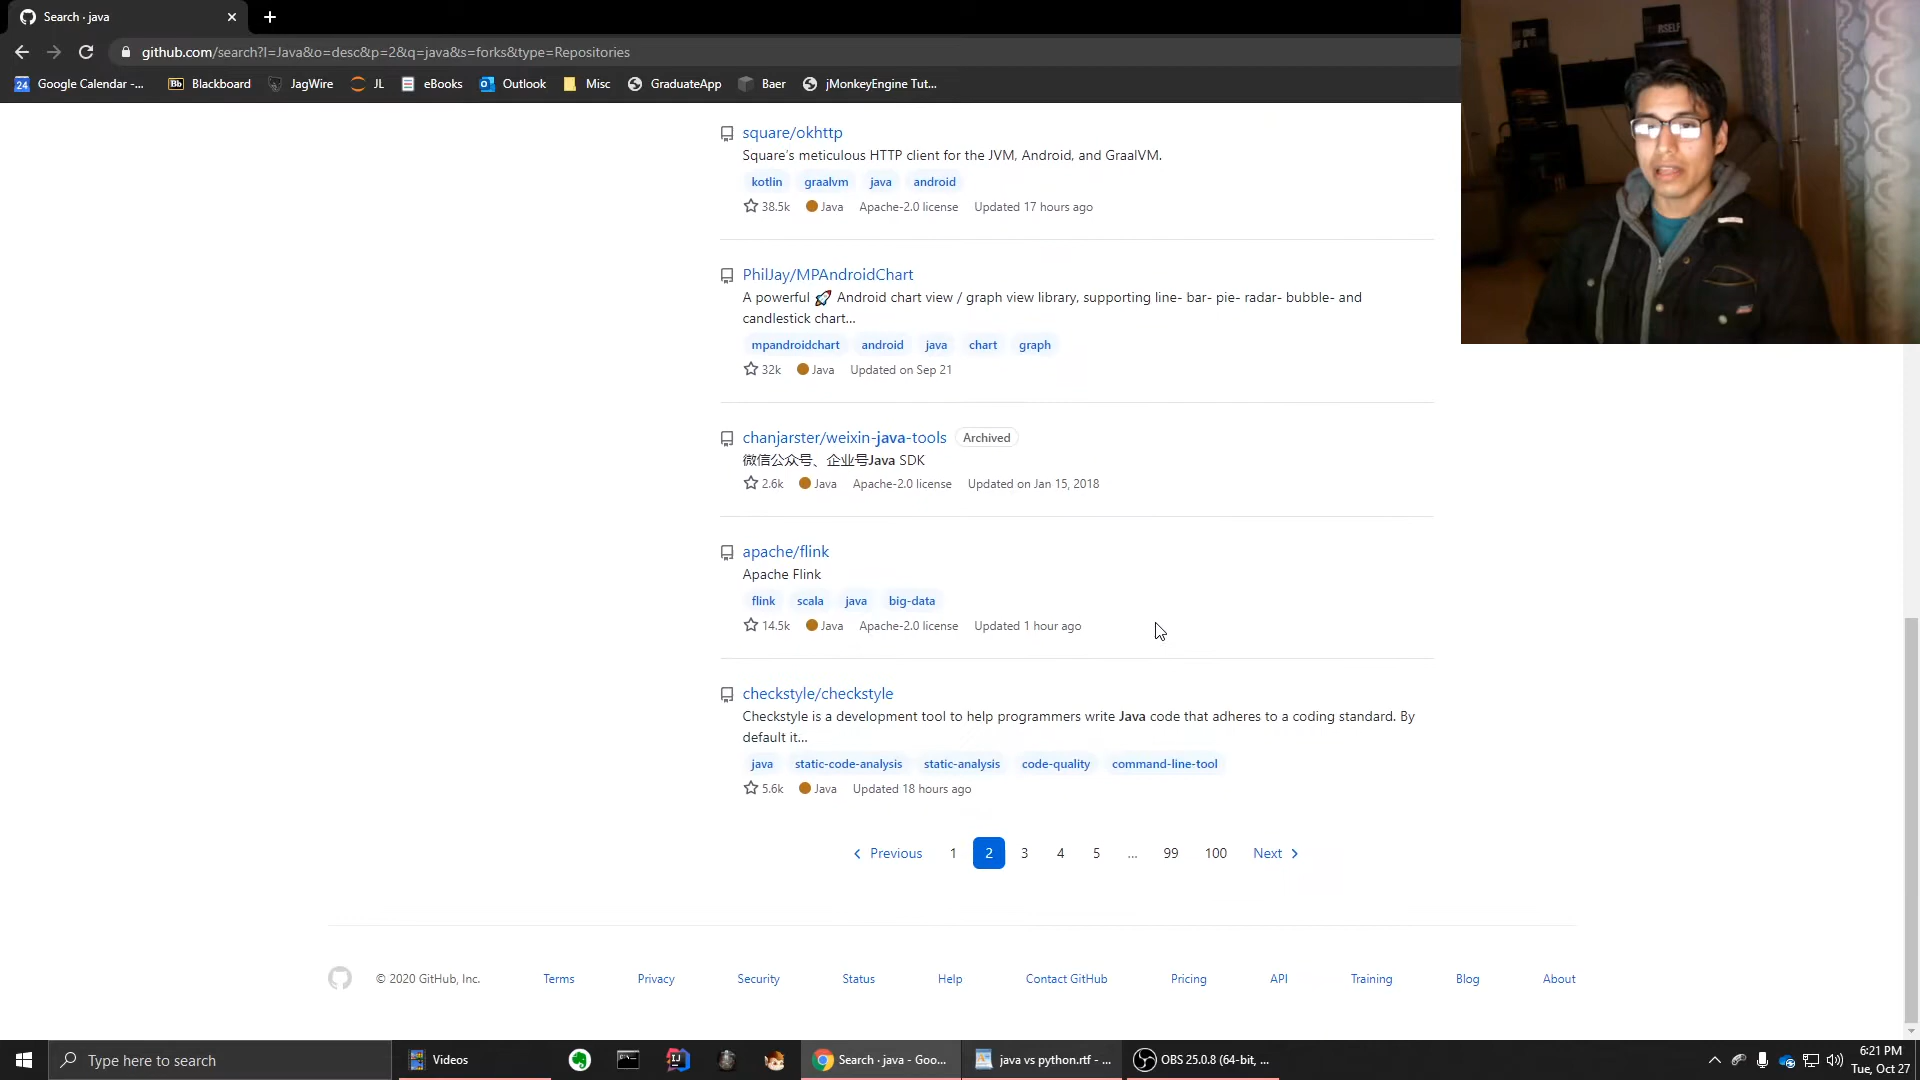 Search · java
github.com/search?l=Java&o=desc&p=2&q=java&s=forks&type=Repositories
24 Google Calendar -...
Bb Blackboard
JagWire
JL
eBooks
Outlook
Misc
GraduateApp
Baer
jMonkeyEngine Tut...
square/okhttp
Square's meticulous HTTP client for the JVM, Android, and GraalVM.
kotlin graalvm java android
38.5k Java Apache-2.0 license Updated 17 hours ago
PhilJay/MPAndroidChart
A powerful 🚀 Android chart view / graph view library, supporting line- bar- pie- radar- bubble- and
candlestick chart...
mpandroidchart android java chart graph
32k Java Updated on Sep 21
chanjarster/weixin-java-tools Archived
微信公众号、企业号Java SDK
2.6k Java Apache-2.0 license Updated on Jan 15, 2018
apache/flink
Apache Flink
flink scala java big-data
14.5k Java Apache-2.0 license Updated 1 hour ago
checkstyle/checkstyle
Checkstyle is a development tool to help programmers write Java code that adheres to a coding standard. By
default it...
java static-code-analysis static-analysis code-quality command-line-tool
5.6k Java Updated 18 hours ago
Previous 1 2 3 4 5 ... 99 100 Next
© 2020 GitHub, Inc. Terms Privacy Security Status Help Contact GitHub Pricing API Training Blog About
Type here to search
Videos
Search · java - Goo...
java vs python.rtf - ...
OBS 25.0.8 (64-bit, ...
6:21 PM
Tue, Oct 27